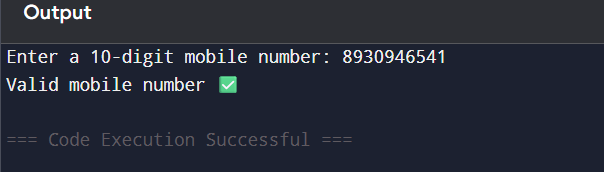 Output
Enter a 10-digit mobile number: 8930946541
Valid mobile number ✅
=== Code Execution Successful ===